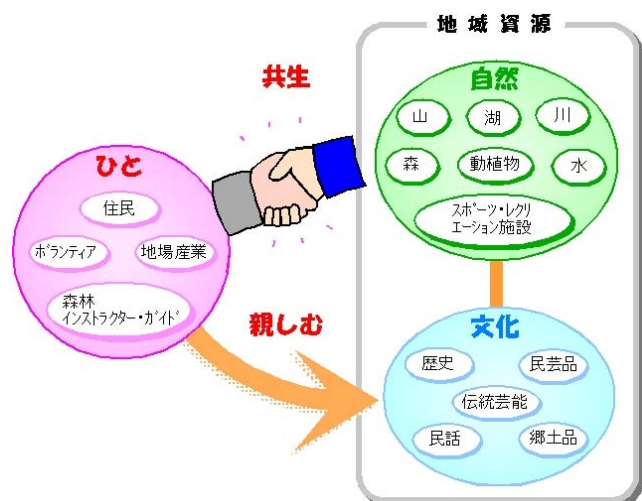 地域資源
共生
自然
山
湖
川
森
動植物
水
スポーツ・レクリ
エーション施設
ひと
住民
ボランティア
地場産業
森林
インストラクター・ガイド
親しむ
文化
歴史
民芸品
伝統芸能
民話
郷土品